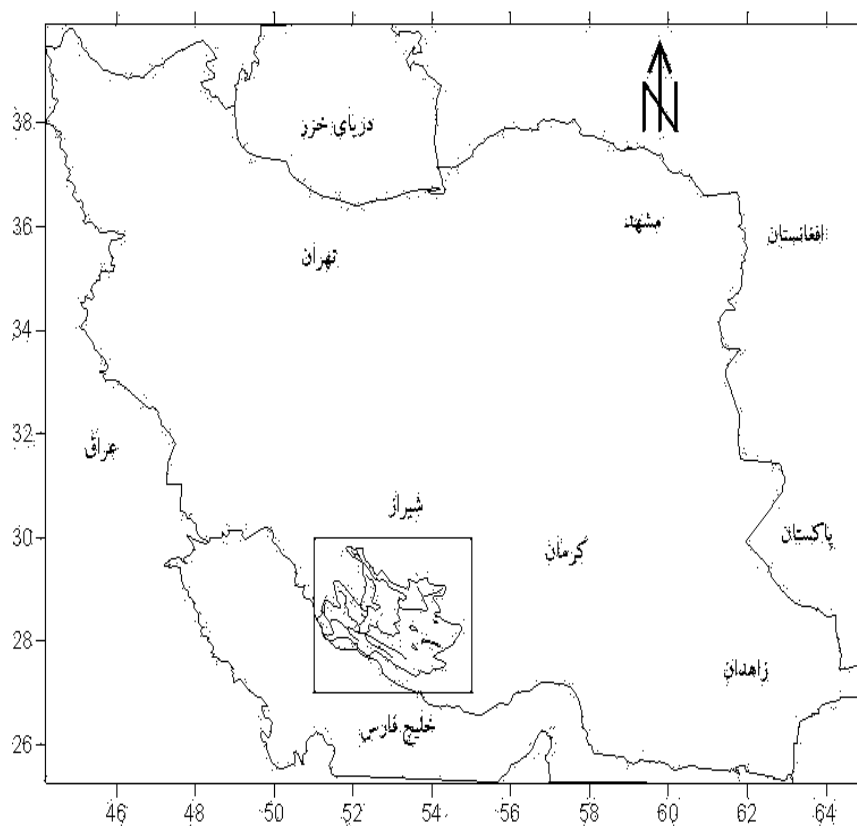 N
38
دریای خزر
36
مشهد
افغانستان
تهران
34
32
عراق
شیراز
30
پاکستان
کرمان
28
زاهدان
خلیج فارس
26
46 50 52 54 56 58 60 62 64